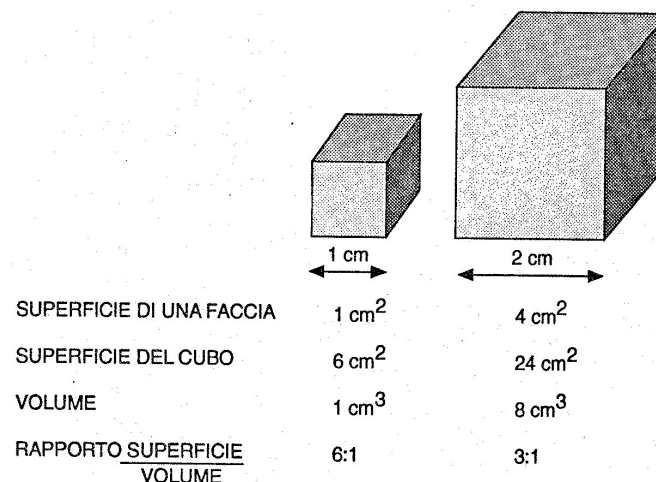 1 cm 2 cm
SUPERFICIE DI UNA FACCIA 1 cm² 4 cm²
SUPERFICIE DEL CUBO 6 cm² 24 cm²
VOLUME 1 cm³ 8 cm³
RAPPORTO SUPERFICIE 6:1 3:1
VOLUME